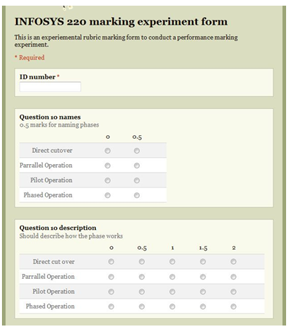 INFOSYS 220 marking experiment form
This is an experiemental rubric marking form to conduct a performance marking
experiment.
* Required
ID number *
Question 10 names
0.5 marks for naming phases
0 0.5
Direct cutover
Parrallel Operation
Pilot Operation
Phased Operation
Question 10 description
Should describe how the phase works
0 0.5 1 1.5 2
Direct cut over
Parrallel Operation
Pilot Operation
Phased Operation